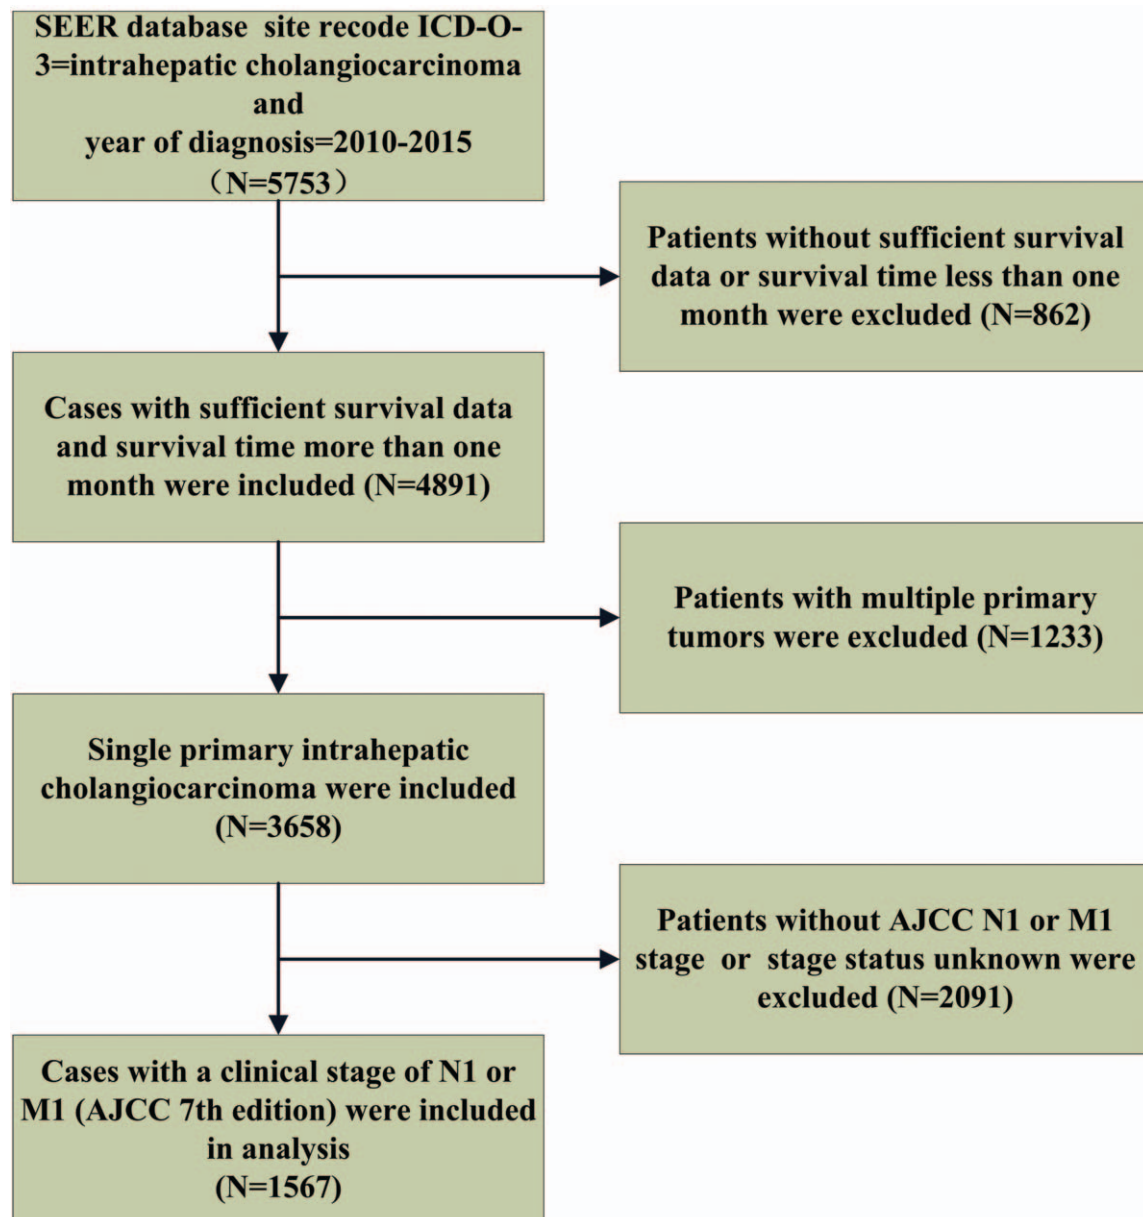 SEER database site recode ICD-O-
3=intrahepatic cholangiocarcinoma
and
year of diagnosis=2010-2015
（N=5753）
Patients without sufficient survival
data or survival time less than one
month were excluded (N=862)
Cases with sufficient survival data
and survival time more than one
month were included (N=4891)
Patients with multiple primary
tumors were excluded (N=1233)
Single primary intrahepatic
cholangiocarcinoma were included
(N=3658)
Patients without AJCC N1 or M1
stage or stage status unknown were
excluded (N=2091)
Cases with a clinical stage of N1 or
M1 (AJCC 7th edition) were included
in analysis
(N=1567)